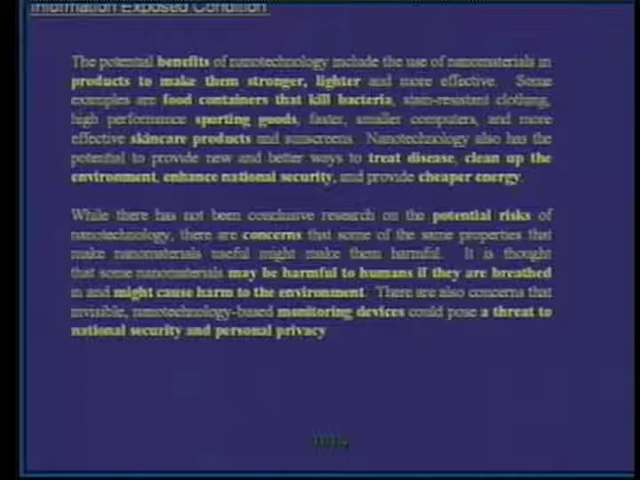 Information Exposed Condition
The potential benefits of nanotechnology include the use of nanomaterials in
products to make them stronger, lighter and more effective. Some
examples are food containers that kill bacteria, stain-resistant clothing,
high performance sporting goods, faster, smaller computers, and more
effective skincare products and sunscreens. Nanotechnology also has the
potential to provide new and better ways to treat disease, clean up the
environment, enhance national security, and provide cheaper energy.
While there has not been conclusive research on the potential risks of
nanotechnology, there are concerns that some of the same properties that
make nanomaterials useful might make them harmful. It is thought
that some nanomaterials may be harmful to humans if they are breathed
in and might cause harm to the environment. There are also concerns that
invisible, nanotechnology-based monitoring devices could pose a threat to
national security and personal privacy